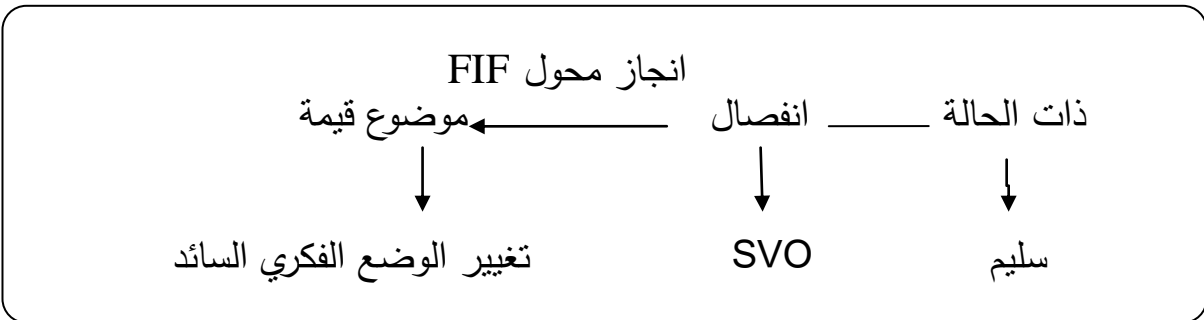 انجاز محول FIF
ذات الحالة انفصال موضوع قيمة
سليم SVO تغيير الوضع الفكري السائد